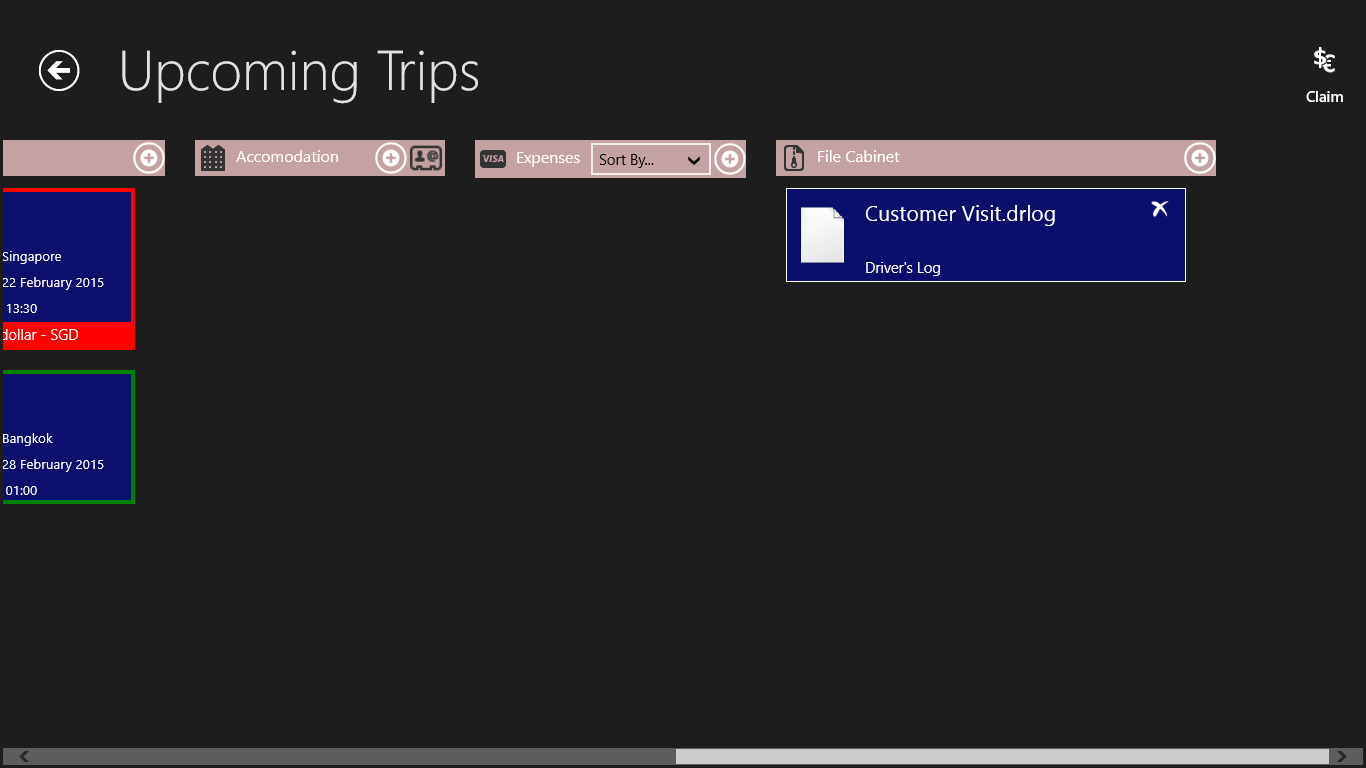 Upcoming Trips
$€
Claim
Accomodation
VISA Expenses Sort By...
File Cabinet
Singapore
22 February 2015
13:30
dollar - SGD
Bangkok
28 February 2015
01:00
Customer Visit.drlog
Driver's Log